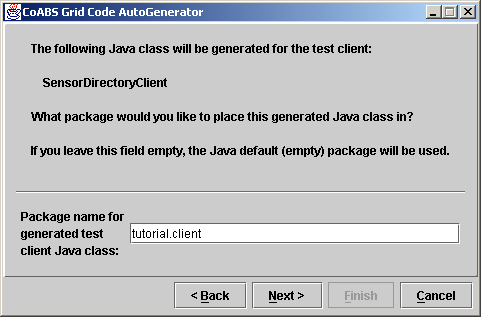 CoABS Grid Code AutoGenerator
The following Java class will be generated for the test client:
SensorDirectoryClient
What package would you like to place this generated Java class in?
If you leave this field empty, the Java default (empty) package will be used.
Package name for
generated test
client Java class:
tutorial.client
< Back
Next >
Finish
Cancel